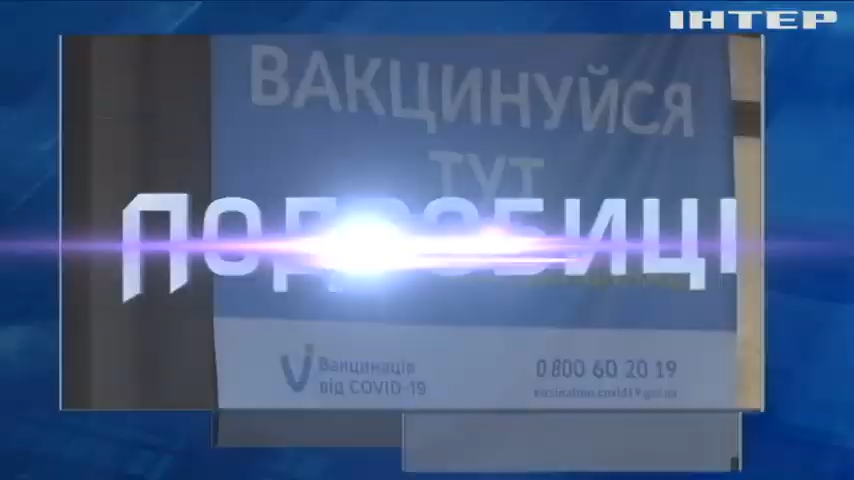 ІНТЕР
ВАКЦИНУЙСЯ
ТУТ
ПОДРОБИЦІ
Вакцинація
від COVID-19
0 800 60 20 19
vaccination.covid19.gov.ua